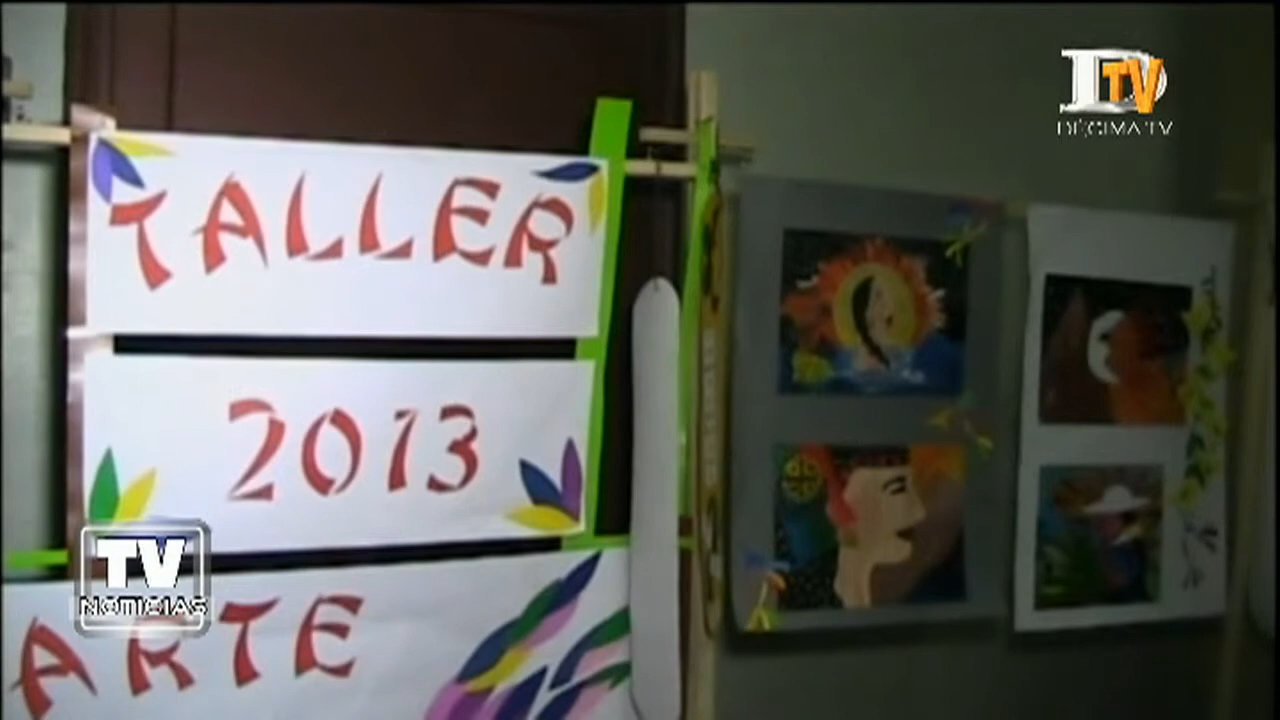 DTV
DÉCIMA TV
TALLER
2013
TV
NOTICIAS
ARTE